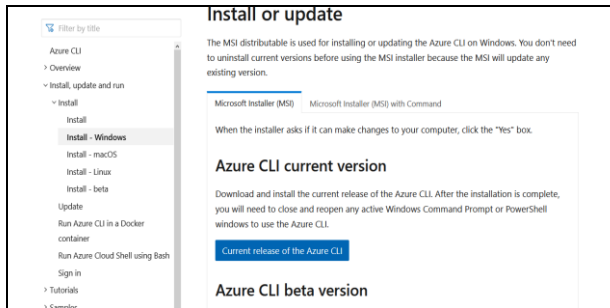 Install or update
Filter by title
Azure CLI
> Overview
Install, update and run
Install
Install
Install - Windows
Install - macOS
Install - Linux
Install - beta
Update
Run Azure CLI in a Docker
container
Run Azure Cloud Shell using Bash
Sign in
> Tutorials
> Samples
The MSI distributable is used for installing or updating the Azure CLI on Windows. You don't need
to uninstall current versions before using the MSI installer because the MSI will update any
existing version.
Microsoft Installer (MSI) Microsoft Installer (MSI) with Command
When the installer asks if it can make changes to your computer, click the "Yes" box.
Azure CLI current version
Download and install the current release of the Azure CLI. After the installation is complete,
you will need to close and reopen any active Windows Command Prompt or PowerShell
windows to use the Azure CLI.
Current release of the Azure CLI
Azure CLI beta version